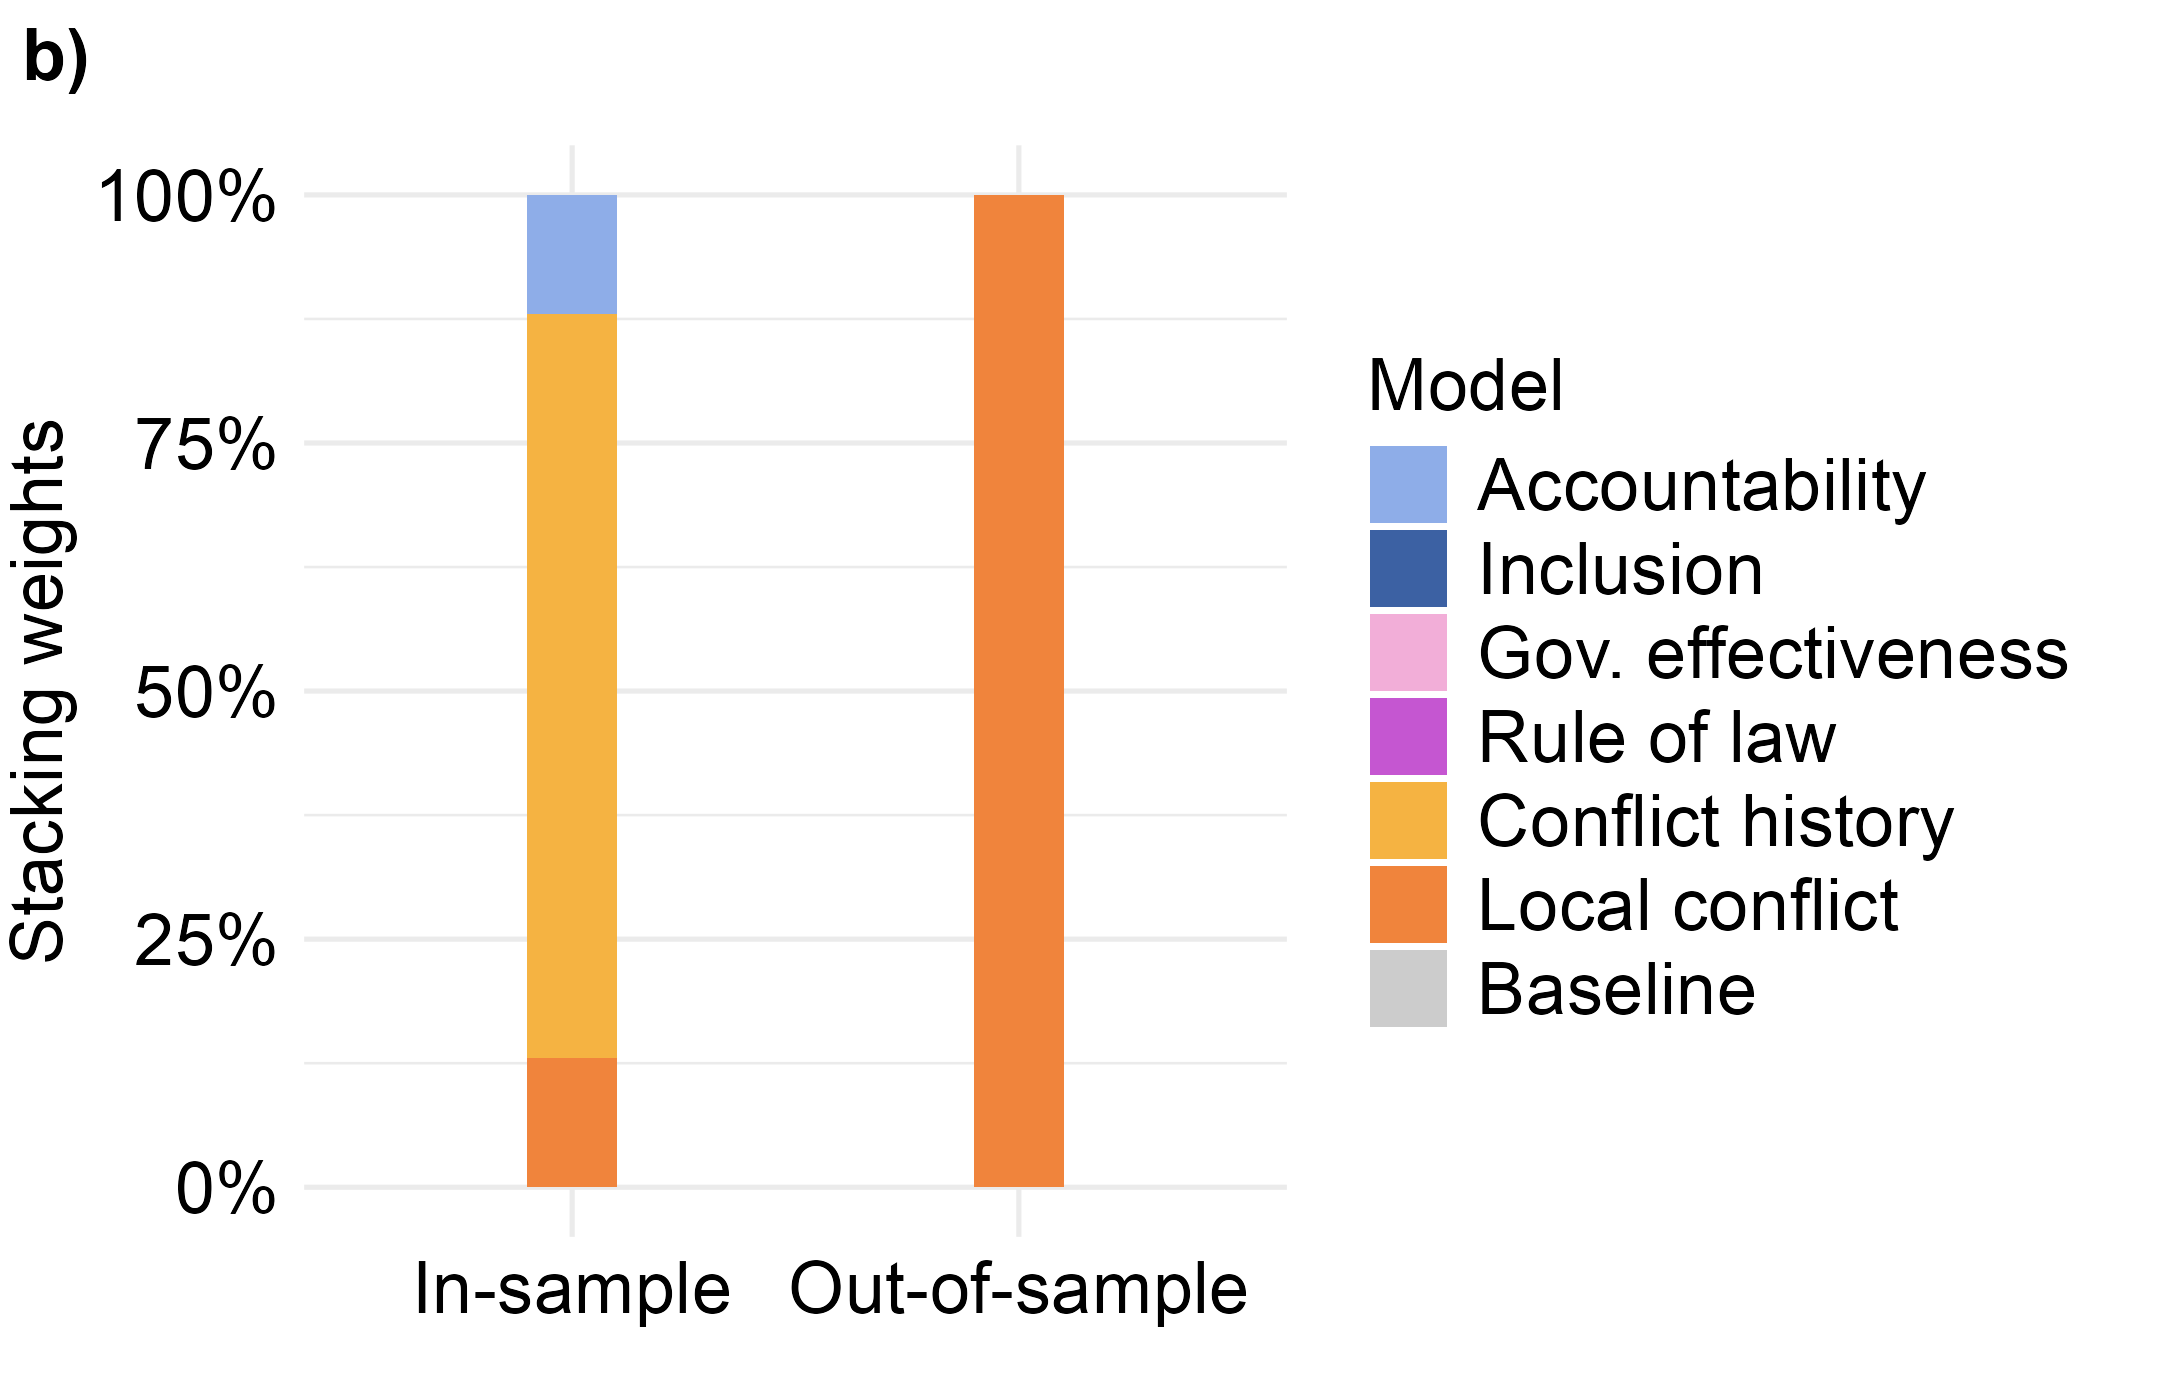 b)
Stacking weights
100%
75%
50%
25%
0%
In-sample
Out-of-sample
Model
Accountability
Inclusion
Gov. effectiveness
Rule of law
Conflict history
Local conflict
Baseline